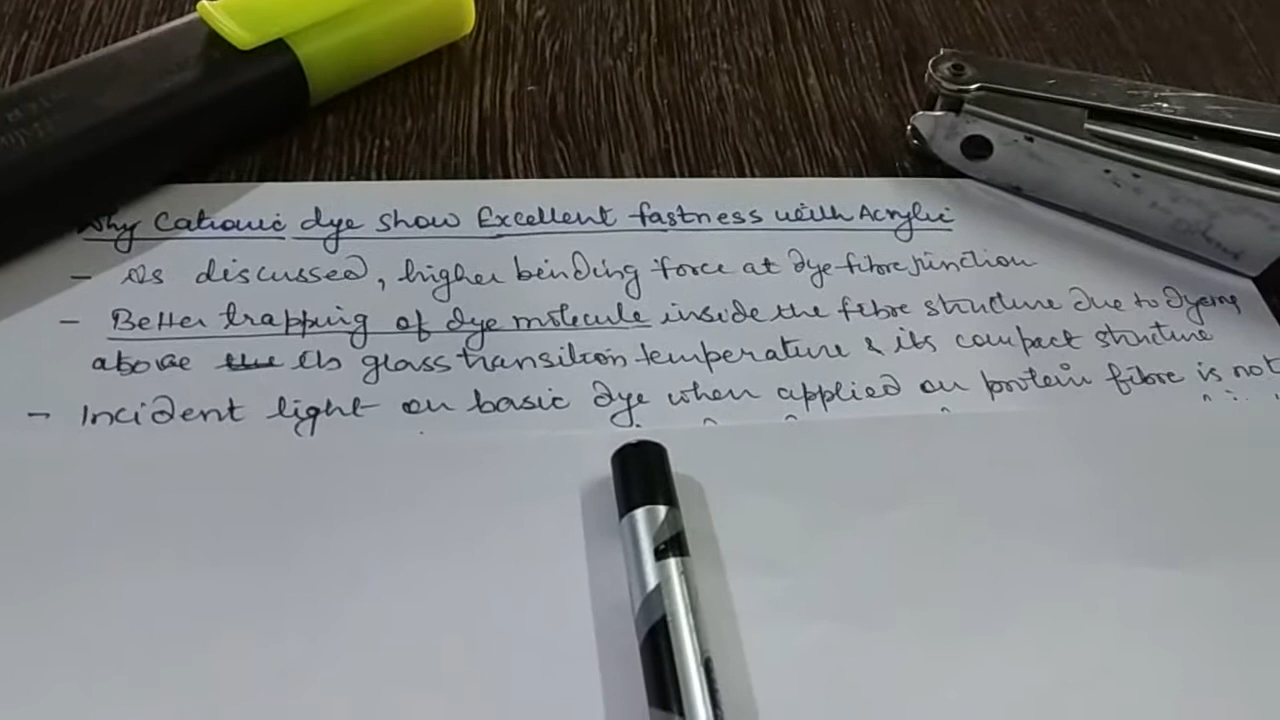 Why Cationic dye show Excellent fastness with Acrylic
- As discussed, higher binding force at dye-fibre junction
- Better trapping of dye molecule inside the fibre structure due to dyeing
above its glass transition temperature & its compact structure
- Incident light on basic dye when applied on protein fibre is not